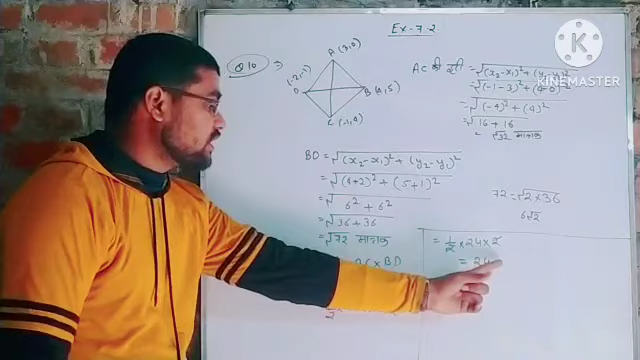 Ex-7.2
Q 10 ⇒
A (3,0)
D
B (4,5)
C (-1,4)
AC की दूरी = √(x₂-x₁)²+(y₂-y₁)²
= √(-1-3)²+(4-0)²
= √(-4)²+(4)²
= √16+16
= √32 मात्रक
BD = √(x₂-x₁)²+(y₂-y₁)²
= √(4+2)²+(5+1)²
= √6²+6²
= √36+36
= √72 मात्रक
× BD
72 = √2×36
6√2
= 1/2 × 24 × 2
= 24
KINEMASTER